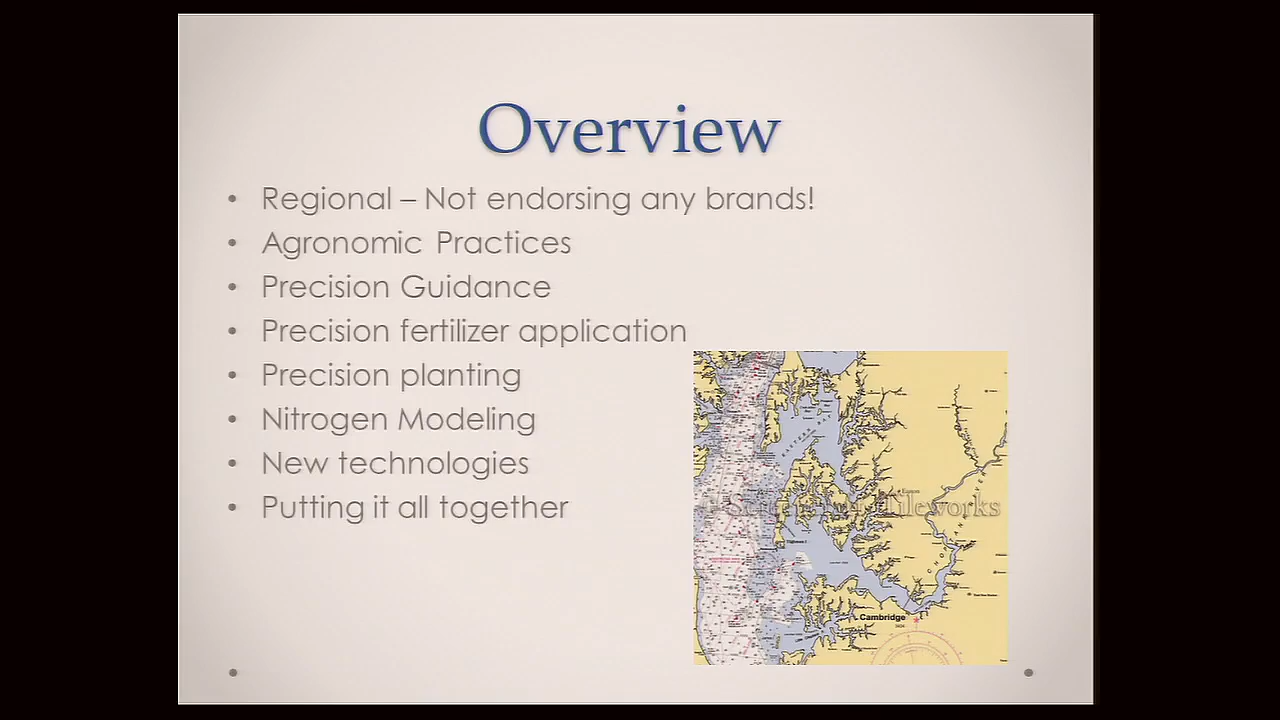 Overview
• Regional – Not endorsing any brands!
• Agronomic Practices
• Precision Guidance
• Precision fertilizer application
• Precision planting
• Nitrogen Modeling
• New technologies
• Putting it all together
Tileworks
Cambridge